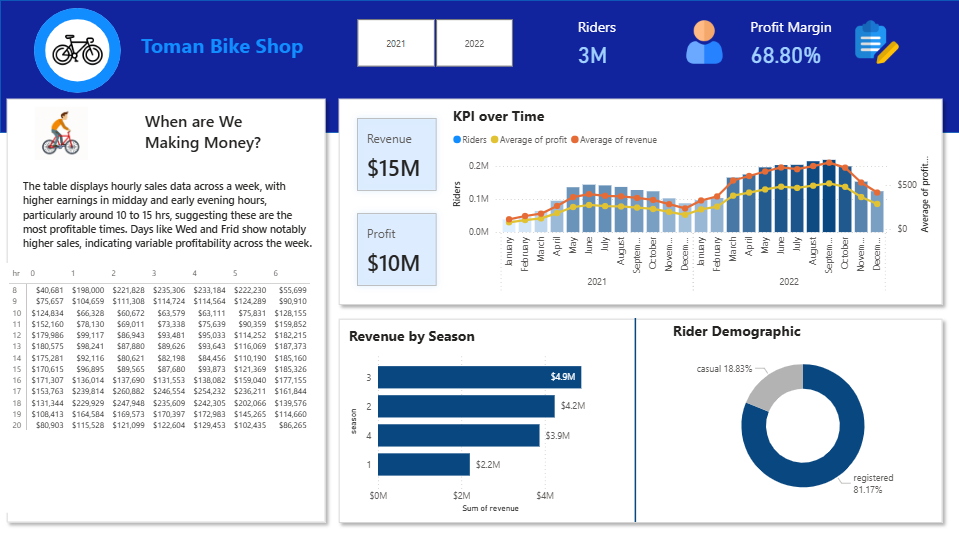 Toman Bike Shop
2021
2022
Riders
3M
Profit Margin
68.80%
When are We
Making Money?
The table displays hourly sales data across a week, with
higher earnings in midday and early evening hours,
particularly around 10 to 15 hrs, suggesting these are the
most profitable times. Days like Wed and Frid show notably
higher sales, indicating variable profitability across the week.
hr 0 1 2 3 4 5 6
8 $40,681 $198,000 $221,828 $235,306 $233,184 $222,230 $55,699
9 $75,657 $104,659 $111,308 $114,724 $114,564 $124,289 $90,910
10 $124,834 $66,328 $60,672 $63,579 $63,111 $75,831 $128,155
11 $152,160 $78,130 $69,011 $73,338 $75,639 $90,359 $159,852
12 $179,986 $99,117 $86,943 $93,481 $95,033 $114,252 $182,215
13 $180,575 $98,241 $87,880 $89,626 $93,643 $116,069 $187,373
14 $175,281 $92,116 $80,621 $82,198 $84,456 $110,190 $185,160
15 $170,615 $96,895 $89,565 $87,680 $93,873 $121,369 $185,326
16 $171,307 $136,014 $137,690 $131,553 $138,082 $159,040 $177,155
17 $153,763 $239,814 $260,882 $246,554 $254,232 $236,211 $161,844
18 $131,344 $229,929 $247,948 $235,609 $242,305 $202,066 $139,576
19 $108,413 $164,584 $169,573 $170,397 $172,983 $145,265 $114,660
20 $80,903 $115,528 $121,099 $122,604 $129,453 $102,435 $86,265
Revenue
$15M
Profit
$10M
KPI over Time
Riders Average of profit Average of revenue
Riders
0.2M
0.1M
0.0M
$500
$0
Average of profit...
January February March April May June July August Septem... October Novem... Decem... January February March April May June July August Septem... October Novem... Decem...
2021 2022
Revenue by Season
season
3 $4.9M
2 $4.2M
4 $3.9M
1 $2.2M
$0M $2M $4M
Sum of revenue
Rider Demographic
casual 18.83%
registered
81.17%